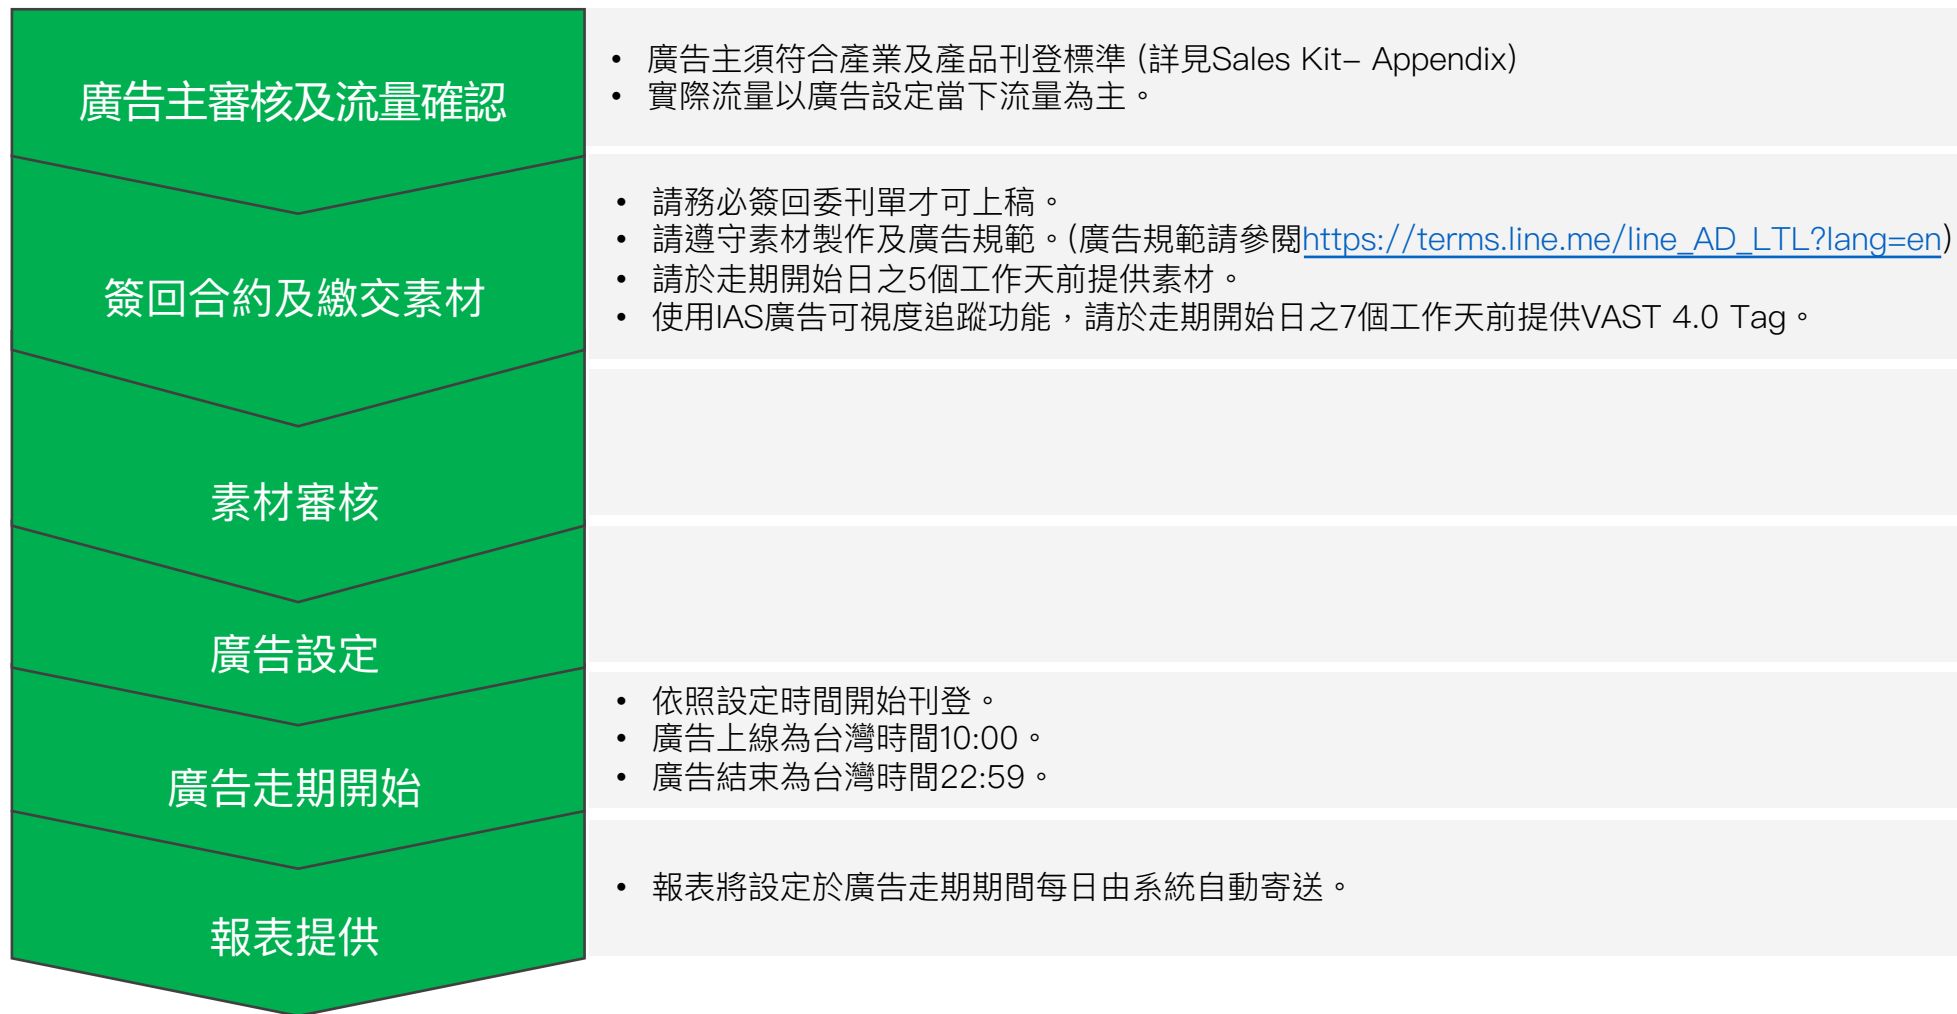 廣告主審核及流量確認
• 廣告主須符合產業及產品刊登標準 (詳見Sales Kit– Appendix)
• 實際流量以廣告設定當下流量為主。
簽回合約及繳交素材
• 請務必簽回委刊單才可上稿。
• 請遵守素材製作及廣告規範。(廣告規範請參閱https://terms.line.me/line_AD_LTL?lang=en)
• 請於走期開始日之5個工作天前提供素材。
• 使用IAS廣告可視度追蹤功能，請於走期開始日之7個工作天前提供VAST 4.0 Tag。
素材審核
廣告設定
廣告走期開始
• 依照設定時間開始刊登。
• 廣告上線為台灣時間10:00。
• 廣告結束為台灣時間22:59。
報表提供
• 報表將設定於廣告走期期間每日由系統自動寄送。